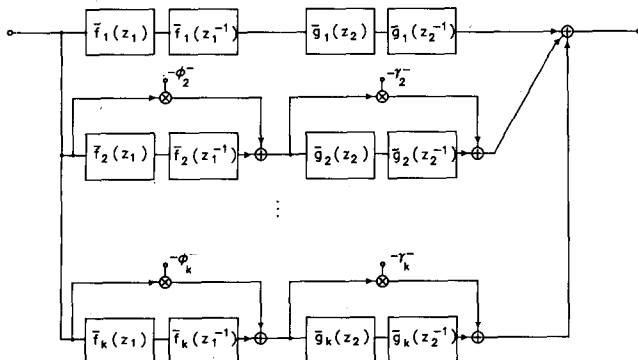 f̄₁(z₁) f̄₁(z₁⁻¹) ḡ₁(z₂) ḡ₁(z₂⁻¹)
-ϕ₂⁻ -γ₂⁻
f̄₂(z₁) f̄₂(z₁⁻¹) ḡ₂(z₂) ḡ₂(z₂⁻¹)
⋮
-ϕₖ⁻ -γₖ⁻
f̄ₖ(z₁) f̄ₖ(z₁⁻¹) ḡₖ(z₂) ḡₖ(z₂⁻¹)